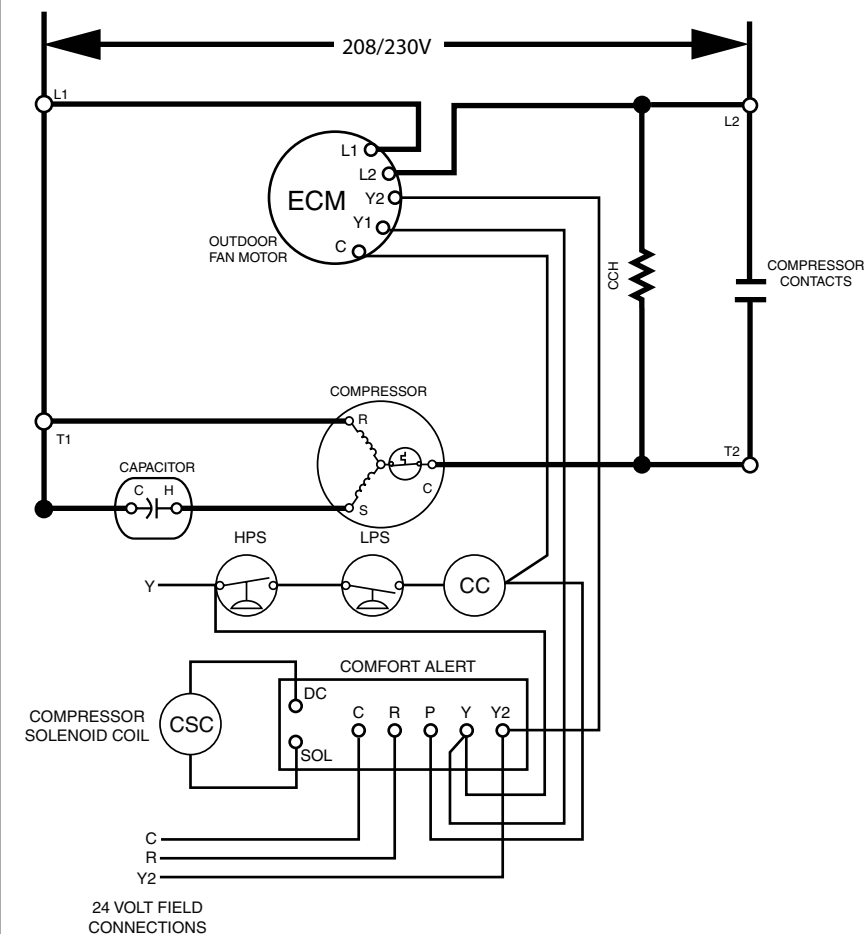 208/230V
L1
L2
L1
L2
Y2
ECM
Y1
C
OUTDOOR
FAN MOTOR
CCH
COMPRESSOR
CONTACTS
COMPRESSOR
R
T1
T2
CAPACITOR
C H
C
S
HPS
LPS
Y
CC
COMFORT ALERT
DC
C R P Y Y2
COMPRESSOR
SOLENOID COIL
CSC
SOL
C
R
Y2
24 VOLT FIELD
CONNECTIONS